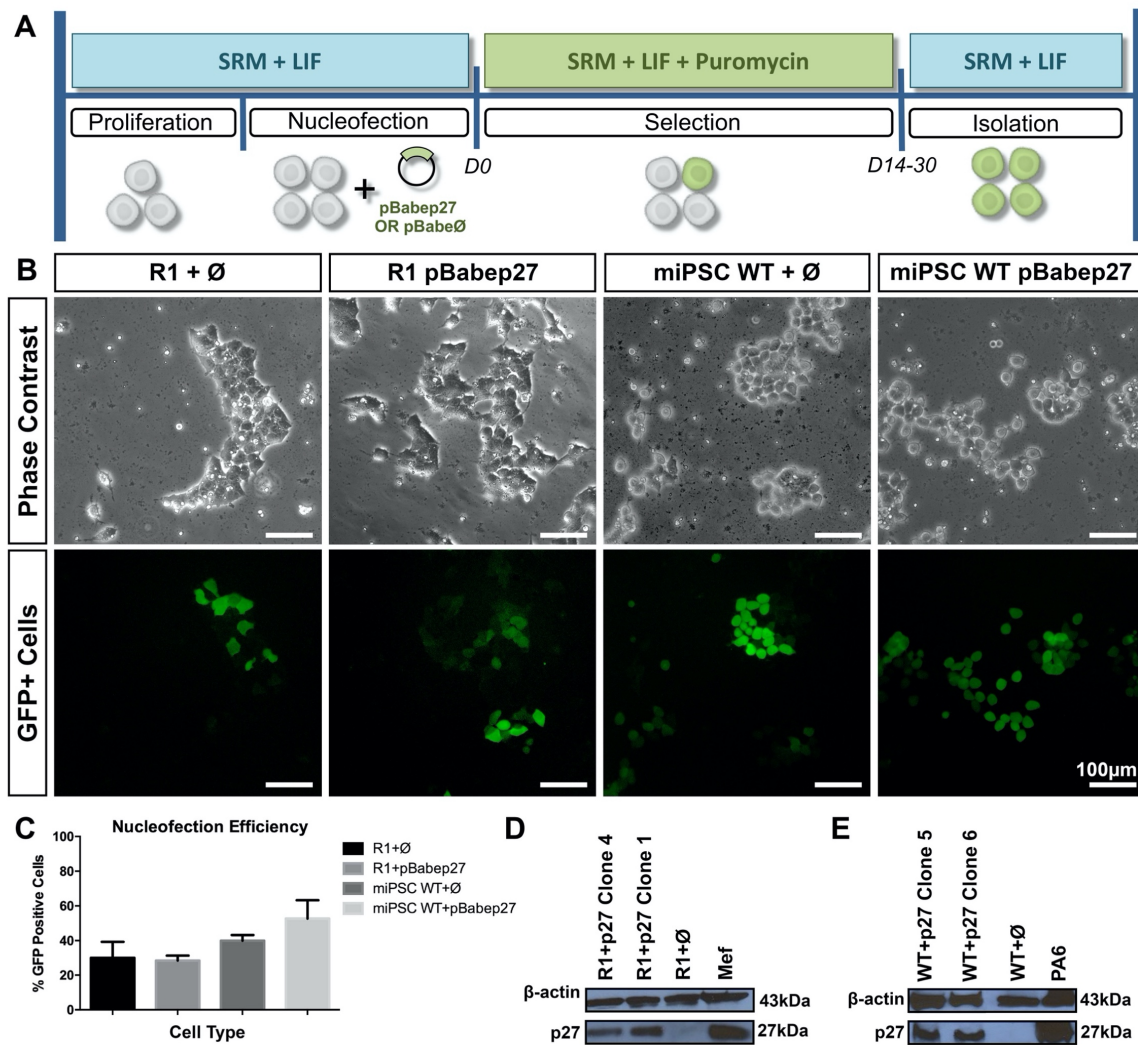 A
SRM + LIF
SRM + LIF + Puromycin
SRM + LIF
Proliferation
Nucleofection
Selection
Isolation
D0
D14-30
+
pBabep27
OR pBabeØ
B
R1 + Ø
R1 pBabep27
miPSC WT + Ø
miPSC WT pBabep27
Phase Contrast
GFP+ Cells
100µm
C
Nucleofection Efficiency
% GFP Positive Cells
100
80
60
40
20
0
Cell Type
R1+Ø
R1+pBabep27
miPSC WT+Ø
miPSC WT+pBabep27
D
R1+p27 Clone 4
R1+p27 Clone 1
R1+Ø
Mef
β-actin
43kDa
p27
27kDa
E
WT+p27 Clone 5
WT+p27 Clone 6
WT+Ø
PA6
β-actin
43kDa
p27
27kDa